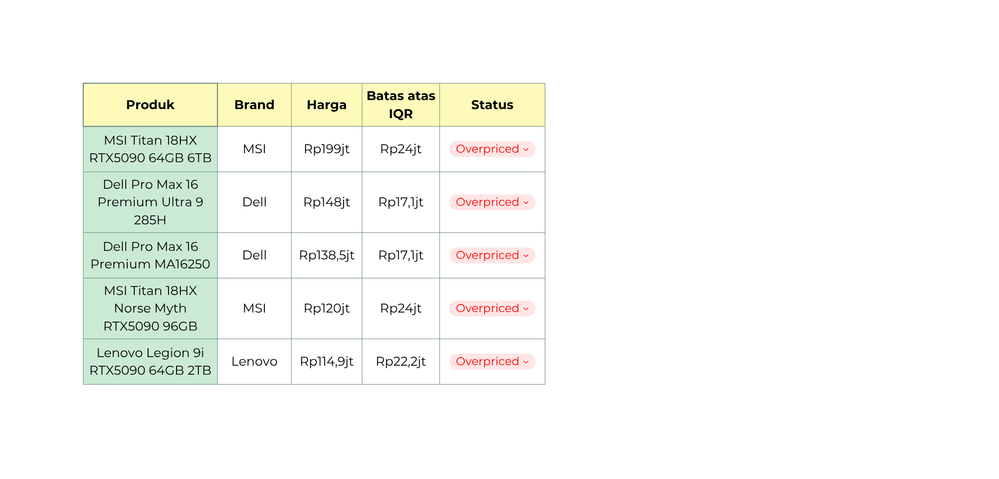 Produk
Brand
Harga
Batas atas
IQR
Status
MSI Titan 18HX
RTX5090 64GB 6TB
MSI
Rp199jt
Rp24jt
Overpriced
Dell Pro Max 16
Premium Ultra 9
285H
Dell
Rp148jt
Rp17,1jt
Overpriced
Dell Pro Max 16
Premium MA16250
Dell
Rp138,5jt
Rp17,1jt
Overpriced
MSI Titan 18HX
Norse Myth
RTX5090 96GB
MSI
Rp120jt
Rp24jt
Overpriced
Lenovo Legion 9i
RTX5090 64GB 2TB
Lenovo
Rp114,9jt
Rp22,2jt
Overpriced